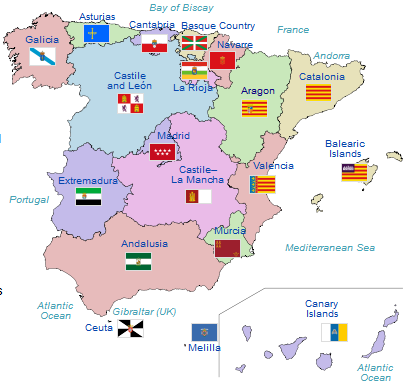 Bay of Biscay
Asturias
Cantabria
Basque Country
France
Galicia
Navarre
Andorra
Castile
and León
La Rioja
Aragon
Catalonia
Madrid
Balearic
Islands
Valencia
Castile–
La Mancha
Extremadura
Portugal
Murcia
Andalusia
Mediterranean Sea
Atlantic
Ocean
Gibraltar (UK)
Ceuta
Melilla
Canary
Islands
Atlantic
Ocean